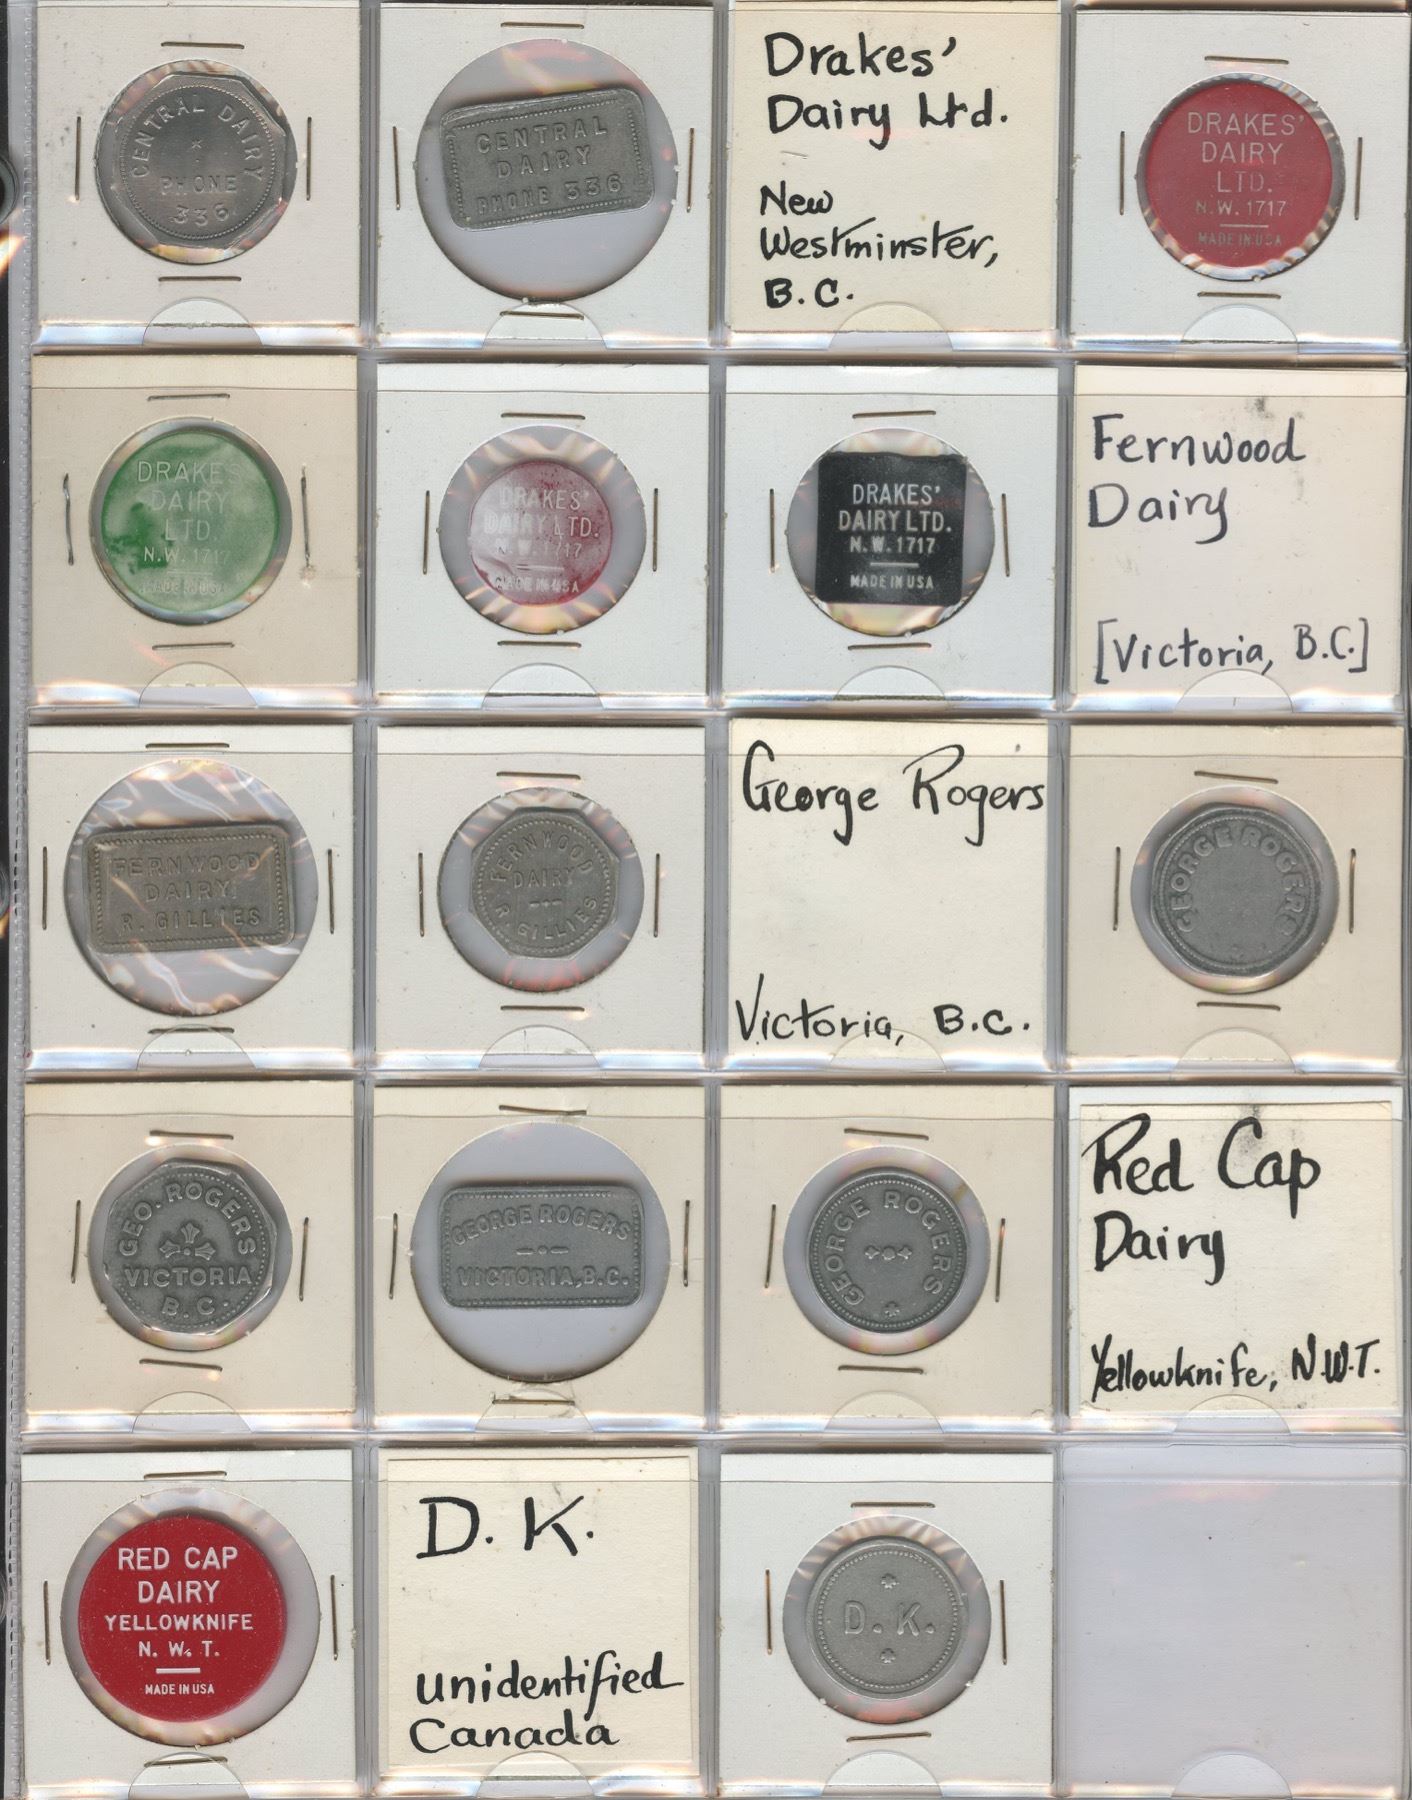 CENTRAL DAIRY
PHONE
336
CENTRAL
DAIRY
PHONE 336
Drakes'
Dairy Ltd.
New
Westminster,
B.C.
DRAKES'
DAIRY
LTD.
N.W. 1717
MADE IN USA
DRAKES
DAIRY
LTD.
N.W. 1717
MADE IN USA
DRAKES'
DAIRY LTD.
N.W. 1717
MADE IN USA
DRAKES'
DAIRY LTD.
N.W. 1717
MADE IN USA
Fernwood
Dairy
[Victoria, B.C.]
FERNWOOD
DAIRY
R. GILLIES
FERNWOOD
DAIRY
R. GILLIES
George Rogers
Victoria, B.C.
GEORGE ROGERS
GEO. ROGERS
VICTORIA
B.C.
GEORGE ROGERS
VICTORIA, B.C.
GEORGE ROGERS
Red Cap
Dairy
Yellowknife, N.W.T.
RED CAP
DAIRY
YELLOWKNIFE
N. W. T.
MADE IN USA
D. K.
unidentified
Canada
D. K.